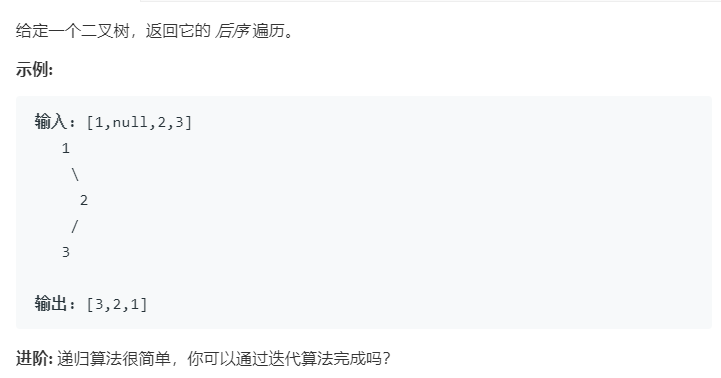 给定一个二叉树，返回它的 后序 遍历。
示例:
输入: [1,null,2,3]
1
\
2
/
3
输出: [3,2,1]
进阶: 递归算法很简单，你可以通过迭代算法完成吗？